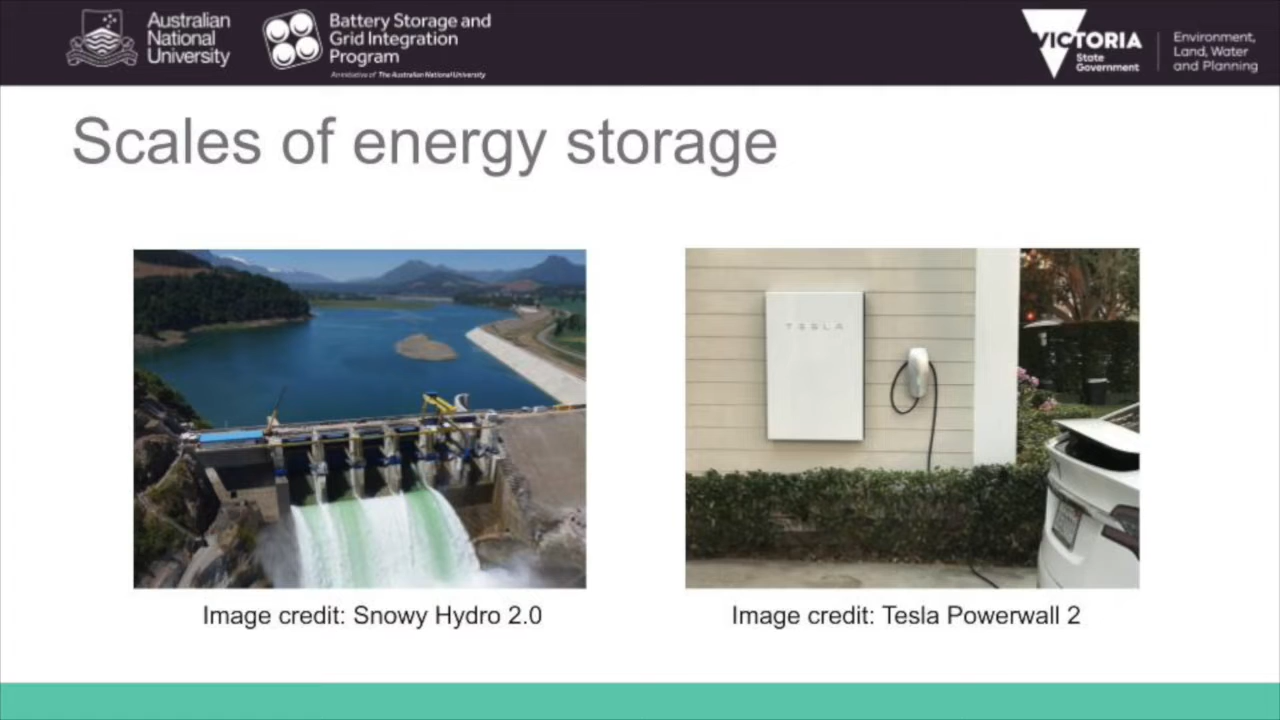 Australian
National
University
Battery Storage and
Grid Integration
Program
An initiative of The Australian National University
VICTORIA
State
Government
Environment,
Land, Water
and Planning
Scales of energy storage
TESLA
Image credit: Snowy Hydro 2.0
Image credit: Tesla Powerwall 2